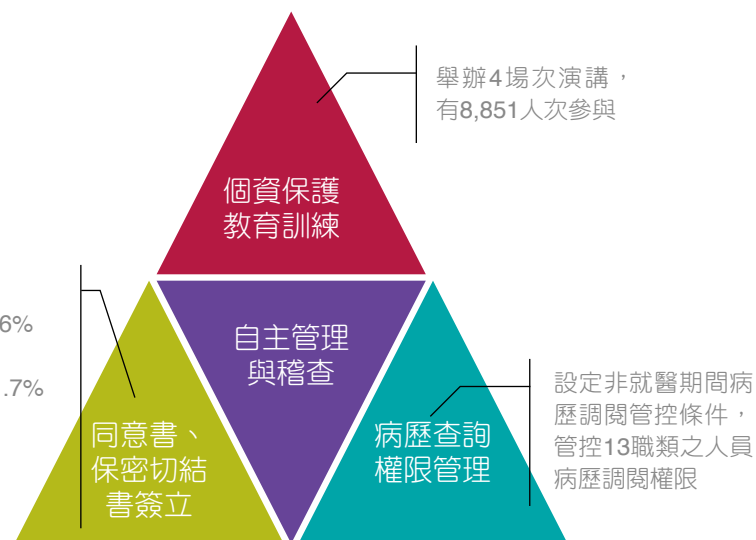 舉辦4場次演講，
有8,851人次參與
個資保護
教育訓練
6%
.7%
自主管理
與稽查
同意書、
保密切結
書簽立
病歷查詢
權限管理
設定非就醫期間病
歷調閱管控條件，
管控13職類之人員
病歷調閱權限